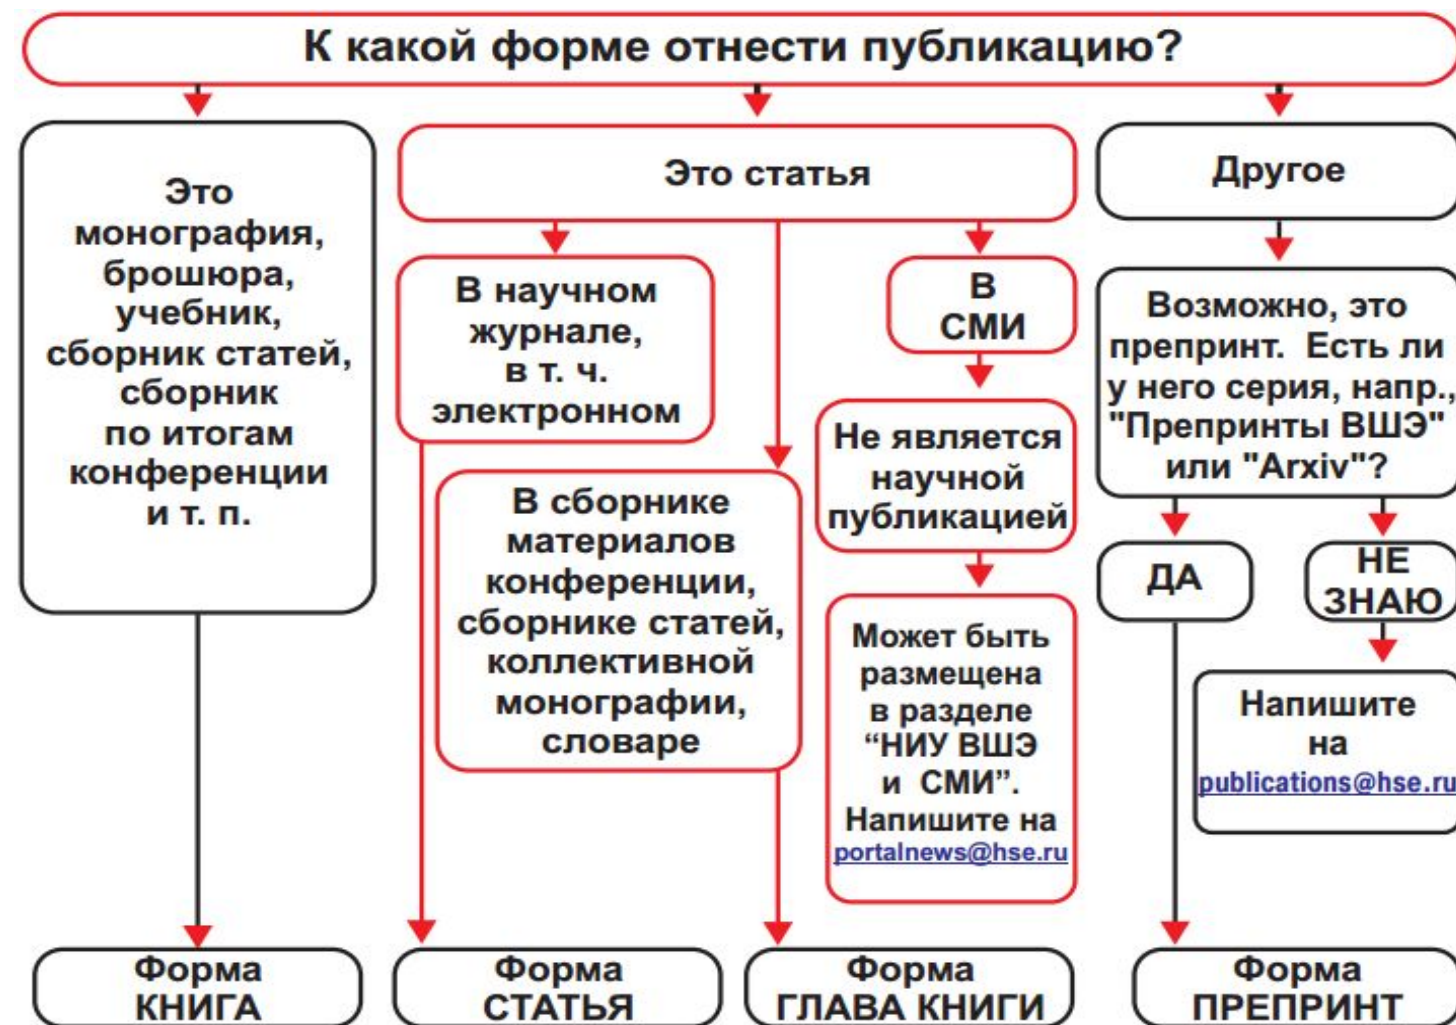 К какой форме отнести публикацию?
Это
монография,
брошюра,
учебник,
сборник статей,
сборник
по итогам
конференции
и т. п.
Это статья
Другое
В научном
журнале,
в т. ч.
электронном
В
СМИ
Возможно, это
препринт. Есть ли
у него серия, напр.,
"Препринты ВШЭ"
или "Arxiv"?
Не является
научной
публикацией
В сборнике
материалов
конференции,
сборнике статей,
коллективной
монографии,
словаре
ДА
НЕ
ЗНАЮ
Может быть
размещена
в разделе
“НИУ ВШЭ
и СМИ”.
Напишите на
portalnews@hse.ru
Напишите
на
publications@hse.ru
Форма
КНИГА
Форма
СТАТЬЯ
Форма
ГЛАВА КНИГИ
Форма
ПРЕПРИНТ